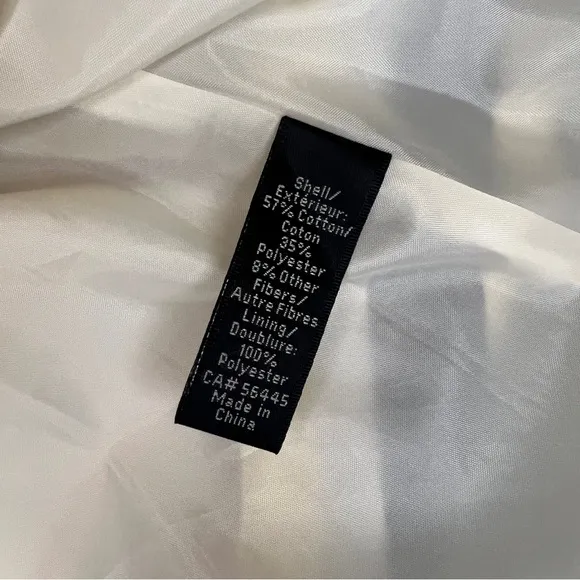 Shell/
Extérieur:
57% Cotton/
Coton
35%
Polyester
8% Other
Fibers/
Autre Fibres
Lining/
Doublure:
100%
Polyester
CA# 56445
Made in
China